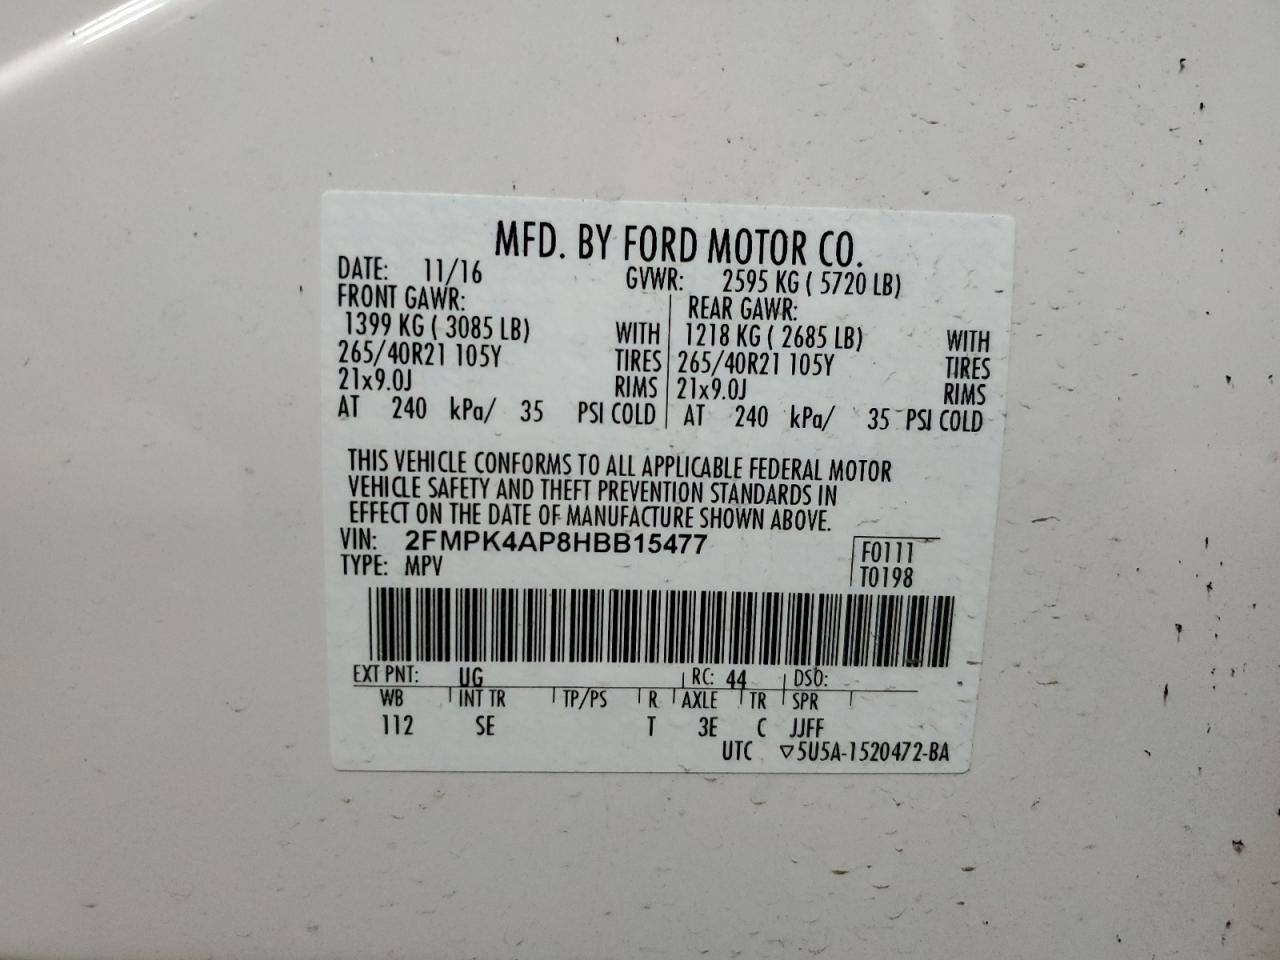 MFD. BY FORD MOTOR CO.
DATE: 11/16 GVWR: 2595 KG ( 5720 LB)
FRONT GAWR: REAR GAWR:
1399 KG ( 3085 LB) WITH 1218 KG ( 2685 LB) WITH
265/40R21 105Y TIRES 265/40R21 105Y TIRES
21x9.0J RIMS 21x9.0J RIMS
AT 240 kPa/ 35 PSI COLD AT 240 kPa/ 35 PSI COLD
THIS VEHICLE CONFORMS TO ALL APPLICABLE FEDERAL MOTOR
VEHICLE SAFETY AND THEFT PREVENTION STANDARDS IN
EFFECT ON THE DATE OF MANUFACTURE SHOWN ABOVE.
VIN: 2FMPK4AP8HBB15477 F0111
TYPE: MPV T0198
EXT PNT: UG RC: 44 DSO:
WB INT TR TP/PS R AXLE TR SPR
112 SE T 3E C JJFF
UTC ▽5U5A-1520472-BA